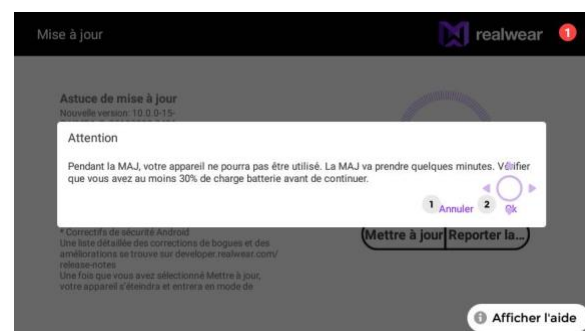 Mise à jour
realwear
1
Astuce de mise à jour
Nouvelle version: 10.0.0-15-
Attention
Pendant la MAJ, votre appareil ne pourra pas être utilisé. La MAJ va prendre quelques minutes. Vérifier
que vous avez au moins 30% de charge batterie avant de continuer.
1 Annuler 2 Ok
* Correctifs de sécurité Android
Une liste détaillée des corrections de bogues et des
améliorations se trouve sur developer.realwear.com/
release-notes
Une fois que vous avez sélectionné Mettre à jour,
votre appareil s'éteindra et entrera en mode de
Mettre à jour Reporter la...
Afficher l'aide